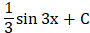 1/3 sin 3x + C